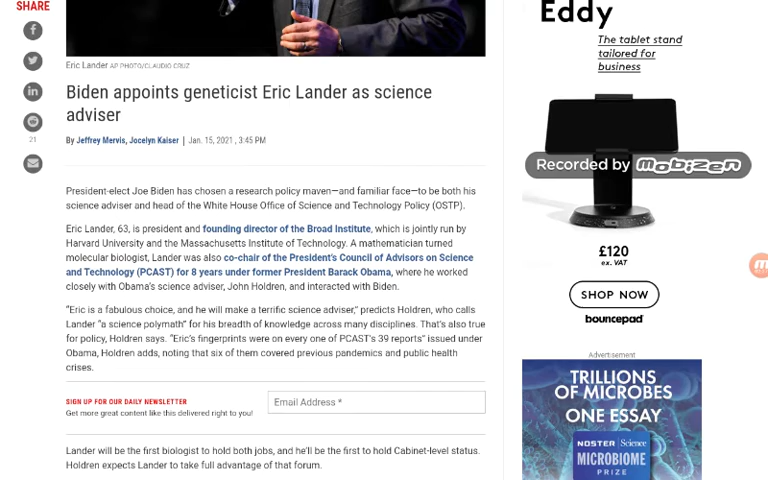 SHARE
21
Eric Lander AP PHOTO/CLAUDIO CRUZ
Biden appoints geneticist Eric Lander as science
adviser
By Jeffrey Mervis, Jocelyn Kaiser | Jan. 15, 2021 , 3:45 PM
President-elect Joe Biden has chosen a research policy maven—and familiar face—to be both his
science adviser and head of the White House Office of Science and Technology Policy (OSTP).
Eric Lander, 63, is president and founding director of the Broad Institute, which is jointly run by
Harvard University and the Massachusetts Institute of Technology. A mathematician turned
molecular biologist, Lander was also co-chair of the President's Council of Advisors on Science
and Technology (PCAST) for 8 years under former President Barack Obama, where he worked
closely with Obama's science adviser, John Holdren, and interacted with Biden.
“Eric is a fabulous choice, and he will make a terrific science adviser,” predicts Holdren, who calls
Lander “a science polymath” for his breadth of knowledge across many disciplines. That's also true
for policy, Holdren says. “Eric's fingerprints were on every one of PCAST's 39 reports” issued under
Obama, Holdren adds, noting that six of them covered previous pandemics and public health
crises.
SIGN UP FOR OUR DAILY NEWSLETTER
Get more great content like this delivered right to you!
Email Address *
Lander will be the first biologist to hold both jobs, and he'll be the first to hold Cabinet-level status.
Holdren expects Lander to take full advantage of that forum.
Eddy
The tablet stand
tailored for
business
Recorded by mobizen
£120
ex. VAT
SHOP NOW
bouncepad
Advertisement
TRILLIONS
OF MICROBES
ONE ESSAY
NOSTER Science
MICROBIOME
PRIZE